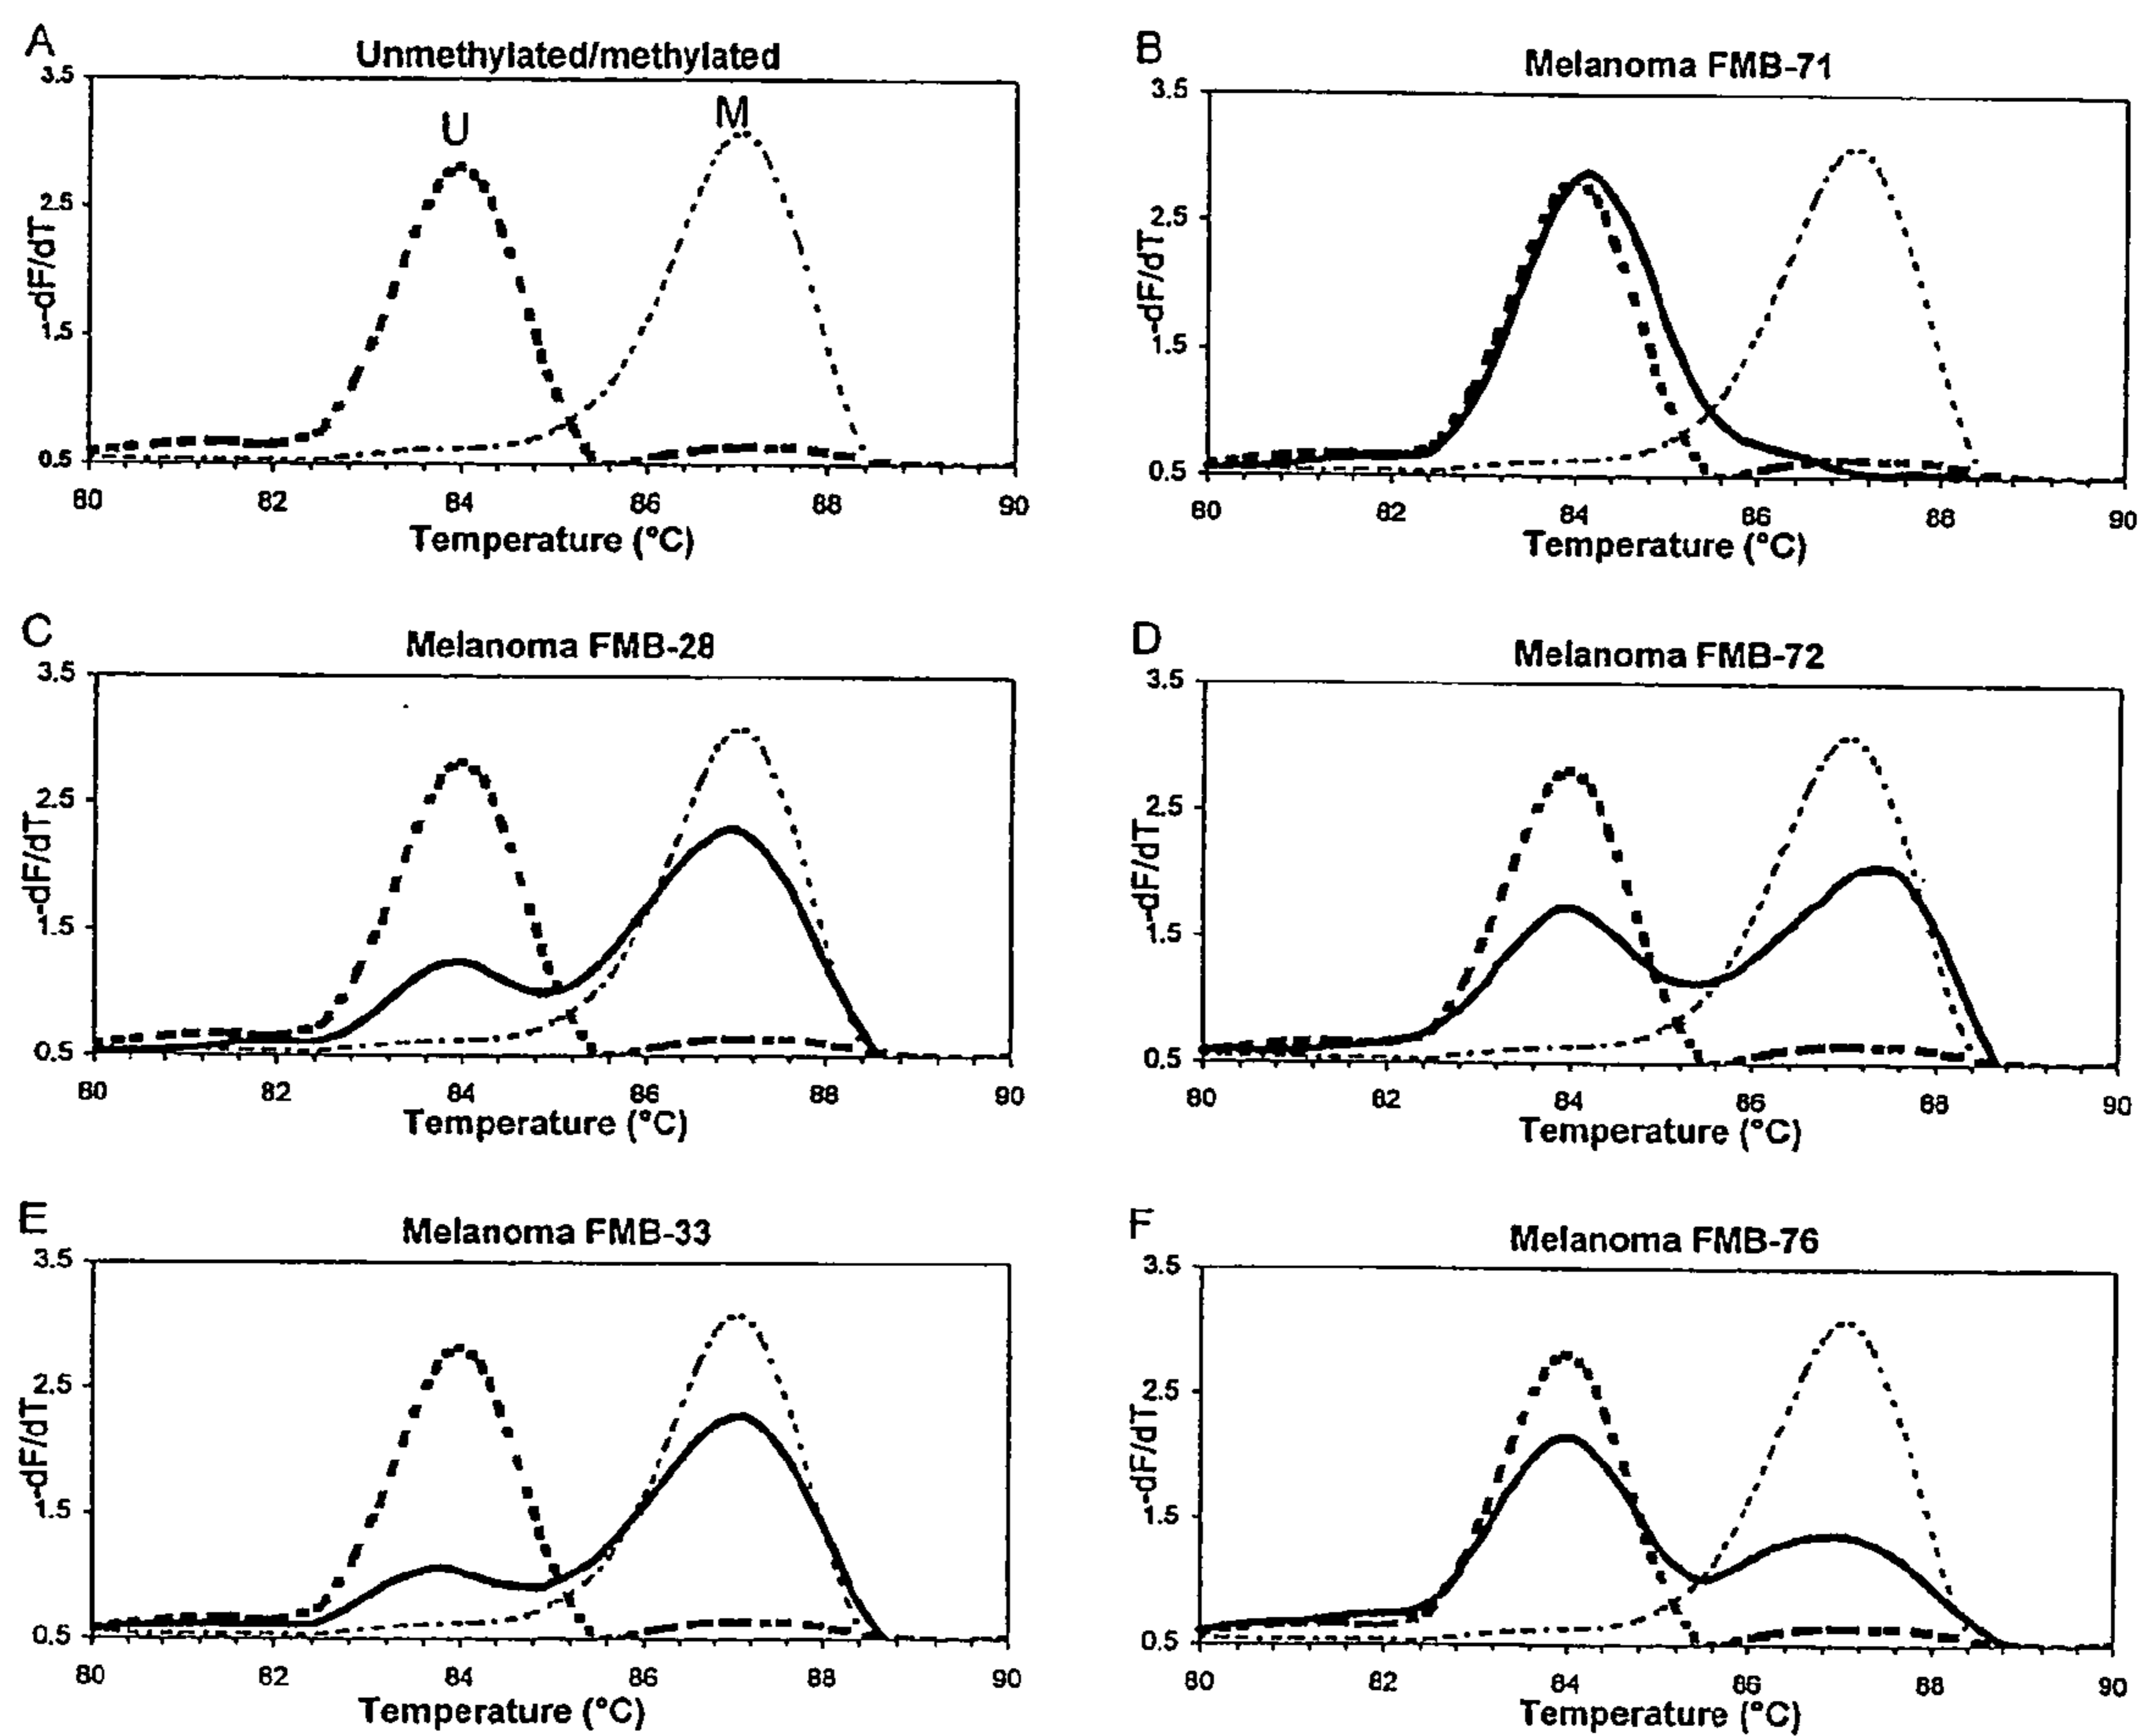 A
Unmethylated/methylated
3.5
U
M
2.5
1.5
0.5
-dF/dT
80 82 84 86 88 90
Temperature (°C)
B
Melanoma FMB-71
3.5
2.5
1.5
0.5
-dF/dT
80 82 84 86 88 90
Temperature (°C)
C
Melanoma FMB-28
3.5
2.5
1.5
0.5
-dF/dT
80 82 84 86 88 90
Temperature (°C)
D
Melanoma FMB-72
3.5
2.5
1.5
0.5
-dF/dT
80 82 84 86 88 90
Temperature (°C)
E
Melanoma FMB-33
3.5
2.5
1.5
0.5
-dF/dT
80 82 84 86 88 90
Temperature (°C)
F
Melanoma FMB-76
3.5
2.5
1.5
0.5
-dF/dT
80 82 84 86 88 90
Temperature (°C)